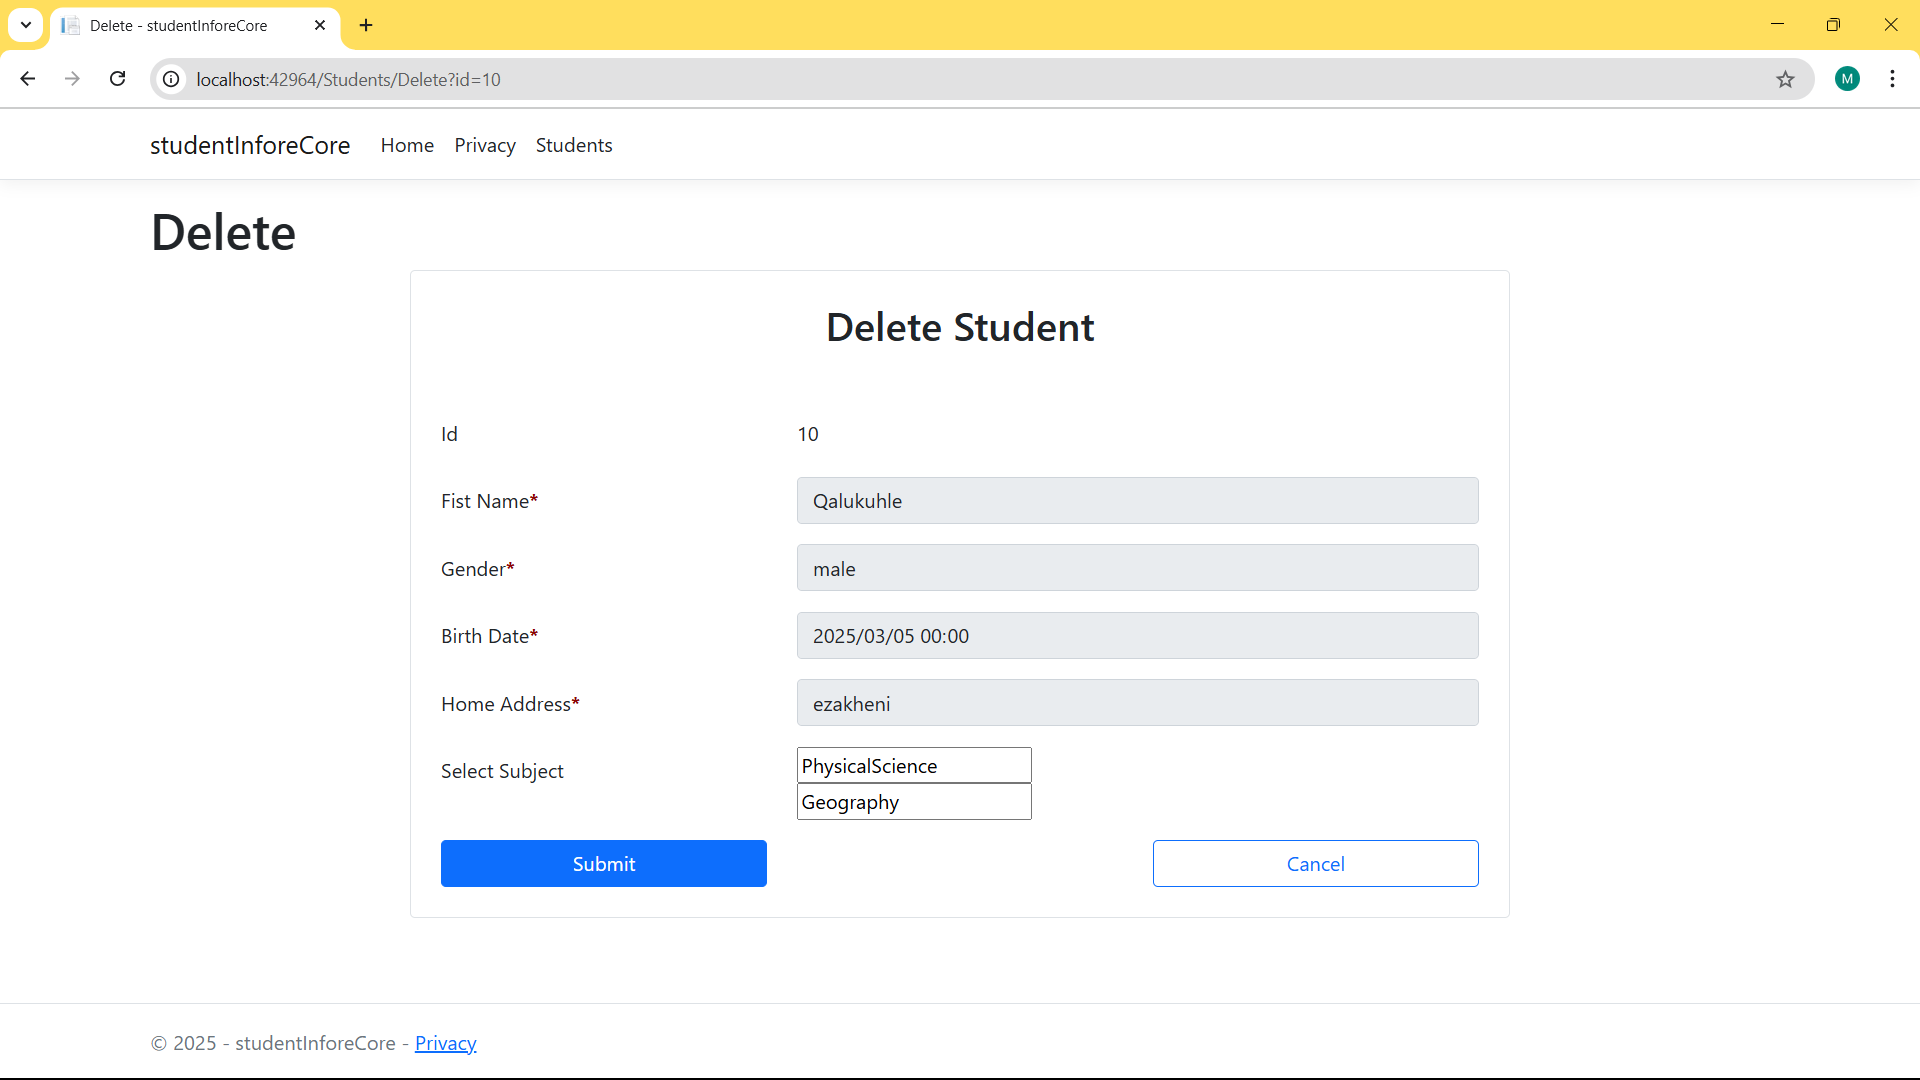 Delete - studentInforeCore
localhost:42964/Students/Delete?id=10
M
studentInforeCore Home Privacy Students
Delete
Delete Student
Id 10
Fist Name* Qalukuhle
Gender* male
Birth Date* 2025/03/05 00:00
Home Address* ezakheni
Select Subject PhysicalScience
Geography
Submit Cancel
© 2025 - studentInforeCore - Privacy